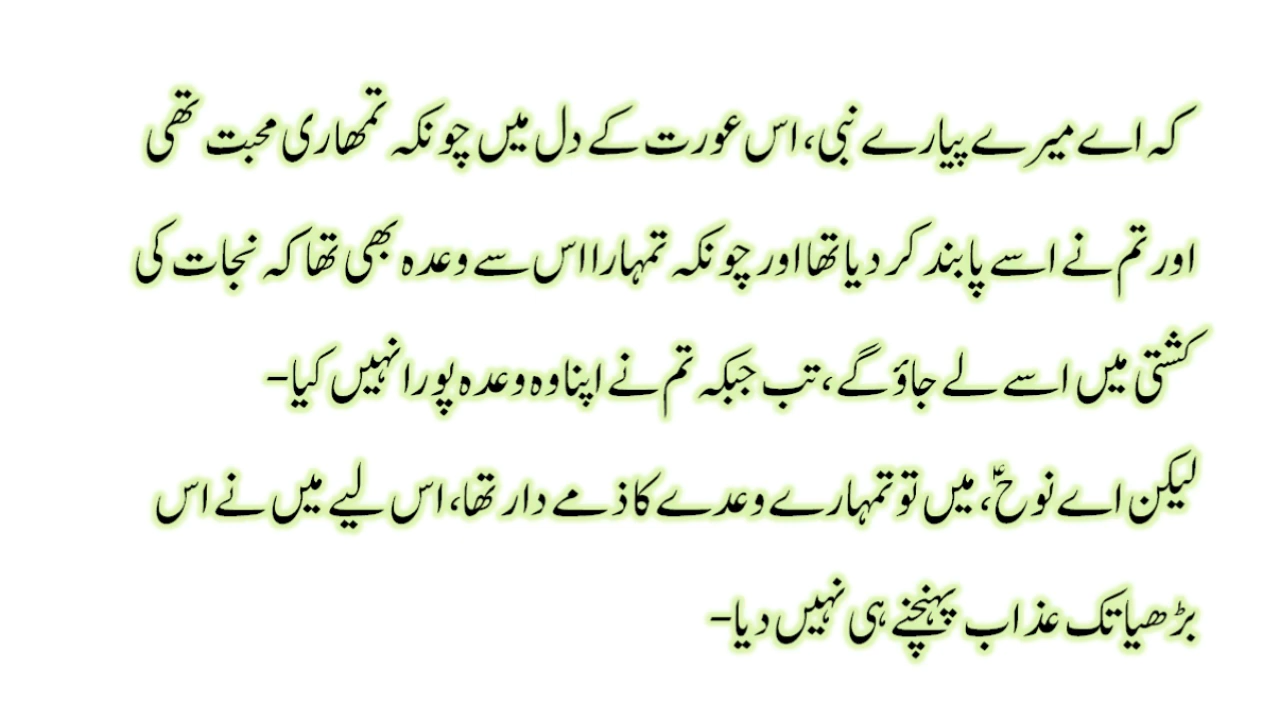 کہ اے میرے پیارے نبی، اس عورت کے دل میں چونکہ تمھاری محبت تھی
اور تم نے اسے پابند کر دیا تھا اور چونکہ تمہارا اس سے وعدہ بھی تھا کہ نجات کی
کشتی میں اسے لے جاؤ گے، تب جبکہ تم نے اپنا وہ وعدہ پورا نہیں کیا–
لیکن اے نوحؑ، میں تو تمہارے وعدے کا ذمے دار تھا، اس لیے میں نے اس
بڑھیا تک عذاب پہنچنے ہی نہیں دیا–